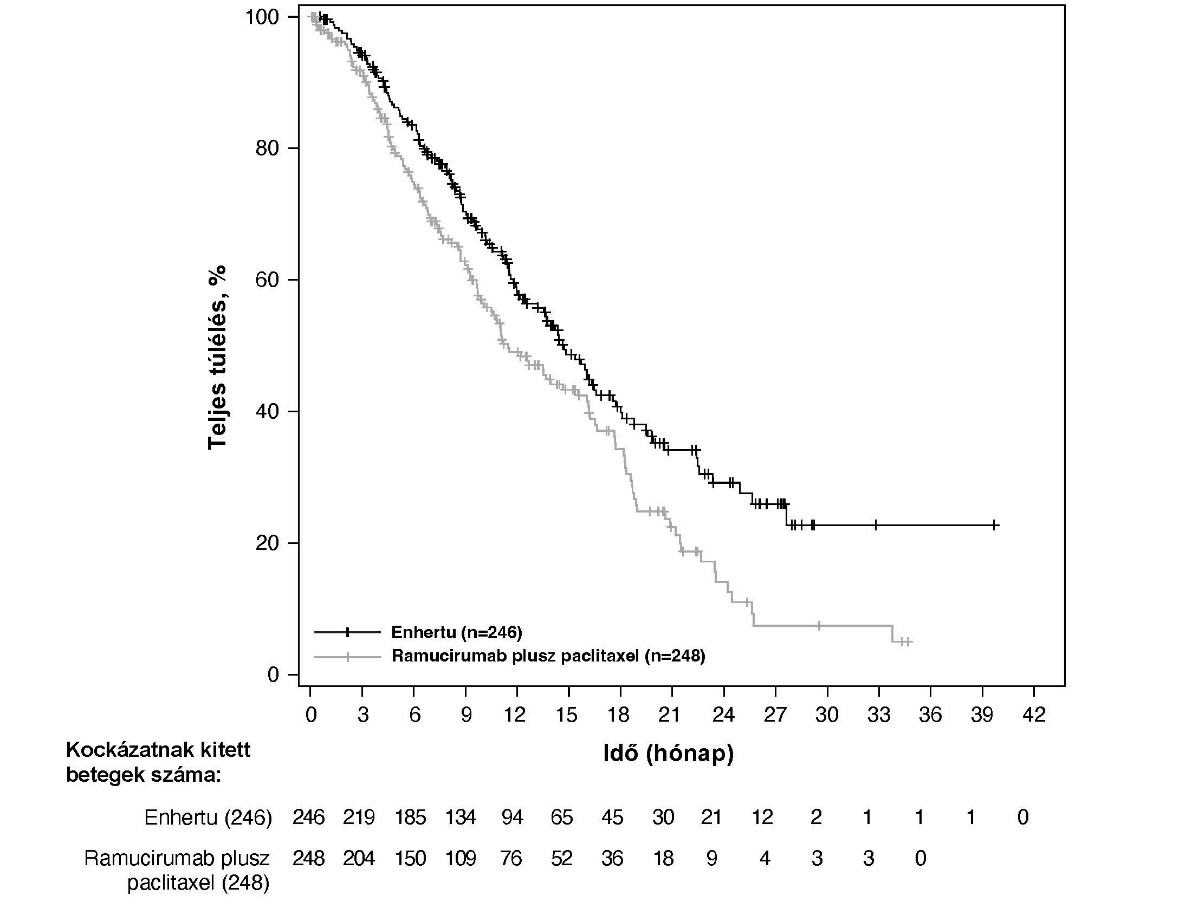 100
80
60
40
20
0
Teljes túlélés, %
Enhertu (n=246)
Ramucirumab plusz paclitaxel (n=248)
0 3 6 9 12 15 18 21 24 27 30 33 36 39 42
Idő (hónap)
Kockázatnak kitett
betegek száma:
Enhertu (246) 246 219 185 134 94 65 45 30 21 12 2 1 1 1 0
Ramucirumab plusz 248 204 150 109 76 52 36 18 9 4 3 3 0
paclitaxel (248)